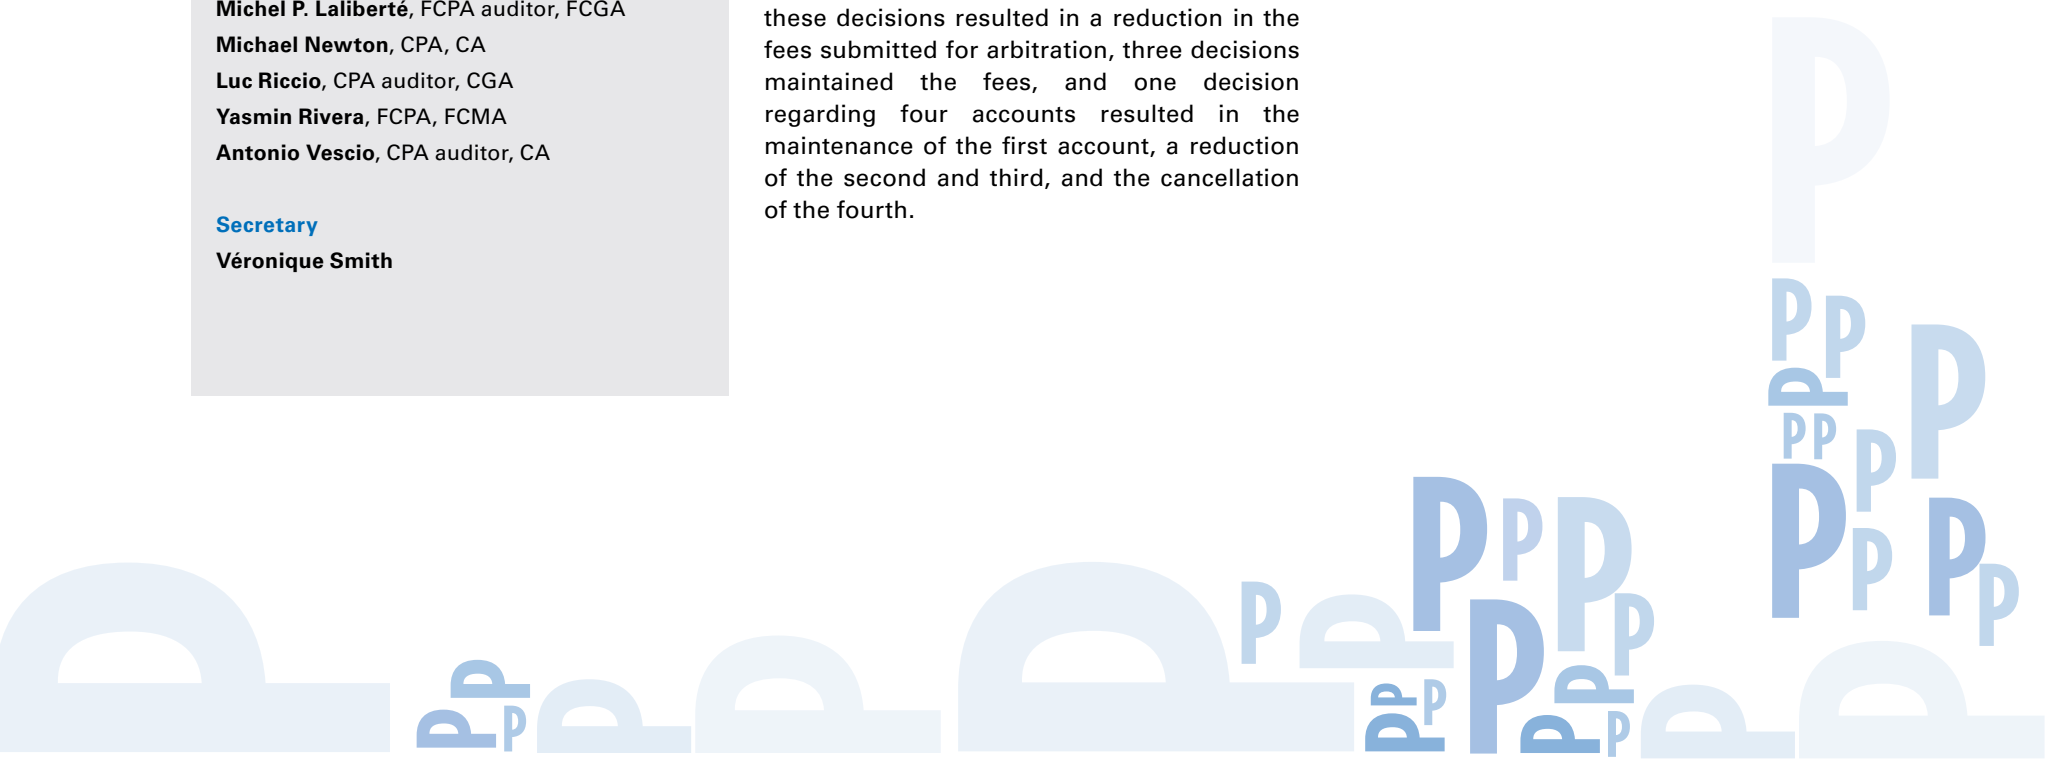 Michel P. Laliberté, FCPA auditor, FCGA
Michael Newton, CPA, CA
Luc Riccio, CPA auditor, CGA
Yasmin Rivera, FCPA, FCMA
Antonio Vescio, CPA auditor, CA
Secretary
Véronique Smith
these decisions resulted in a reduction in the
fees submitted for arbitration, three decisions
maintained the fees, and one decision
regarding four accounts resulted in the
maintenance of the first account, a reduction
of the second and third, and the cancellation
of the fourth.